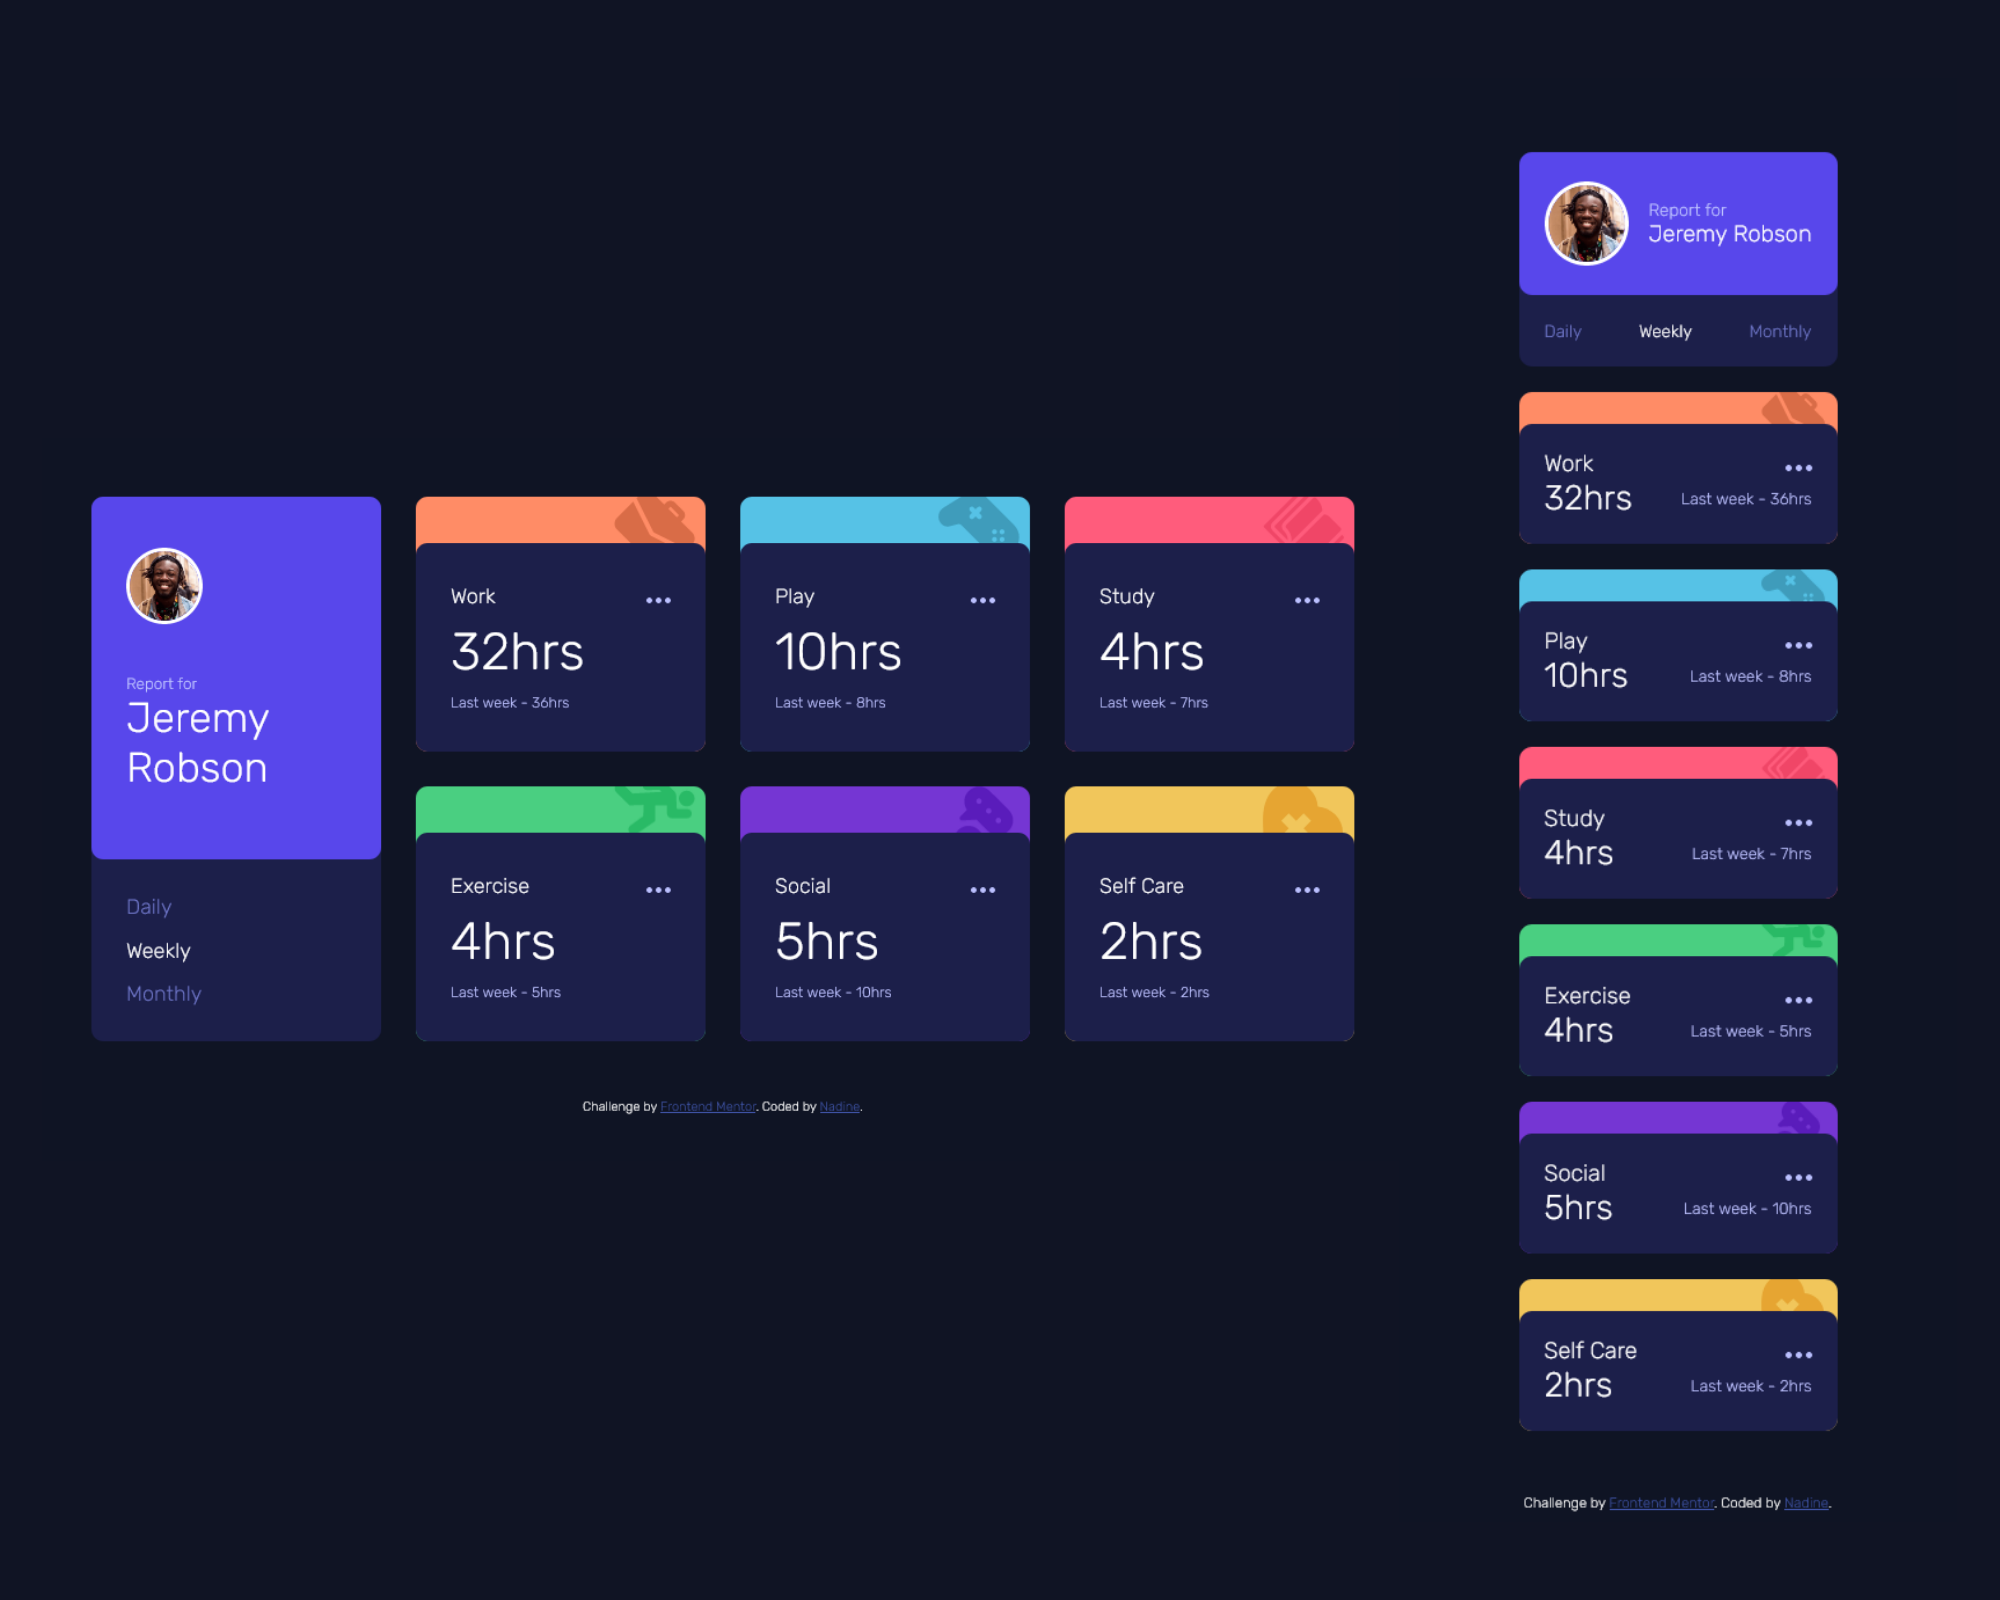 Report for
Jeremy
Robson
Daily
Weekly
Monthly
Work
32hrs
Last week - 36hrs
Play
10hrs
Last week - 8hrs
Study
4hrs
Last week - 7hrs
Exercise
4hrs
Last week - 5hrs
Social
5hrs
Last week - 10hrs
Self Care
2hrs
Last week - 2hrs
Challenge by Frontend Mentor. Coded by Nadine.
Report for
Jeremy Robson
Daily Weekly Monthly
Work
32hrs Last week - 36hrs
Play
10hrs Last week - 8hrs
Study
4hrs Last week - 7hrs
Exercise
4hrs Last week - 5hrs
Social
5hrs Last week - 10hrs
Self Care
2hrs Last week - 2hrs
Challenge by Frontend Mentor. Coded by Nadine.